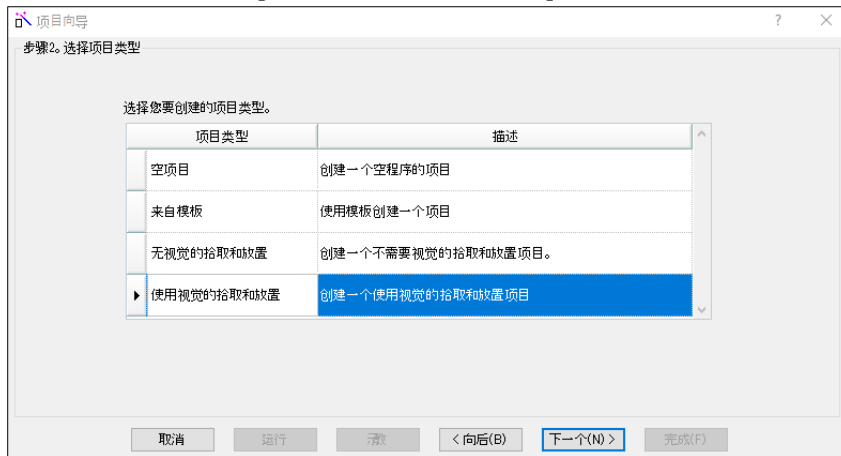 项目向导
步骤2。选择项目类型
选择您要创建的项目类型。
项目类型 描述
空项目 创建一个空程序的项目
来自模板 使用模板创建一个项目
无视觉的拾取和放置 创建一个不需要视觉的拾取和放置项目。
使用视觉的拾取和放置 创建一个使用视觉的拾取和放置项目
取消 运行 示教 < 向后(B) 下一个(N) > 完成(F)